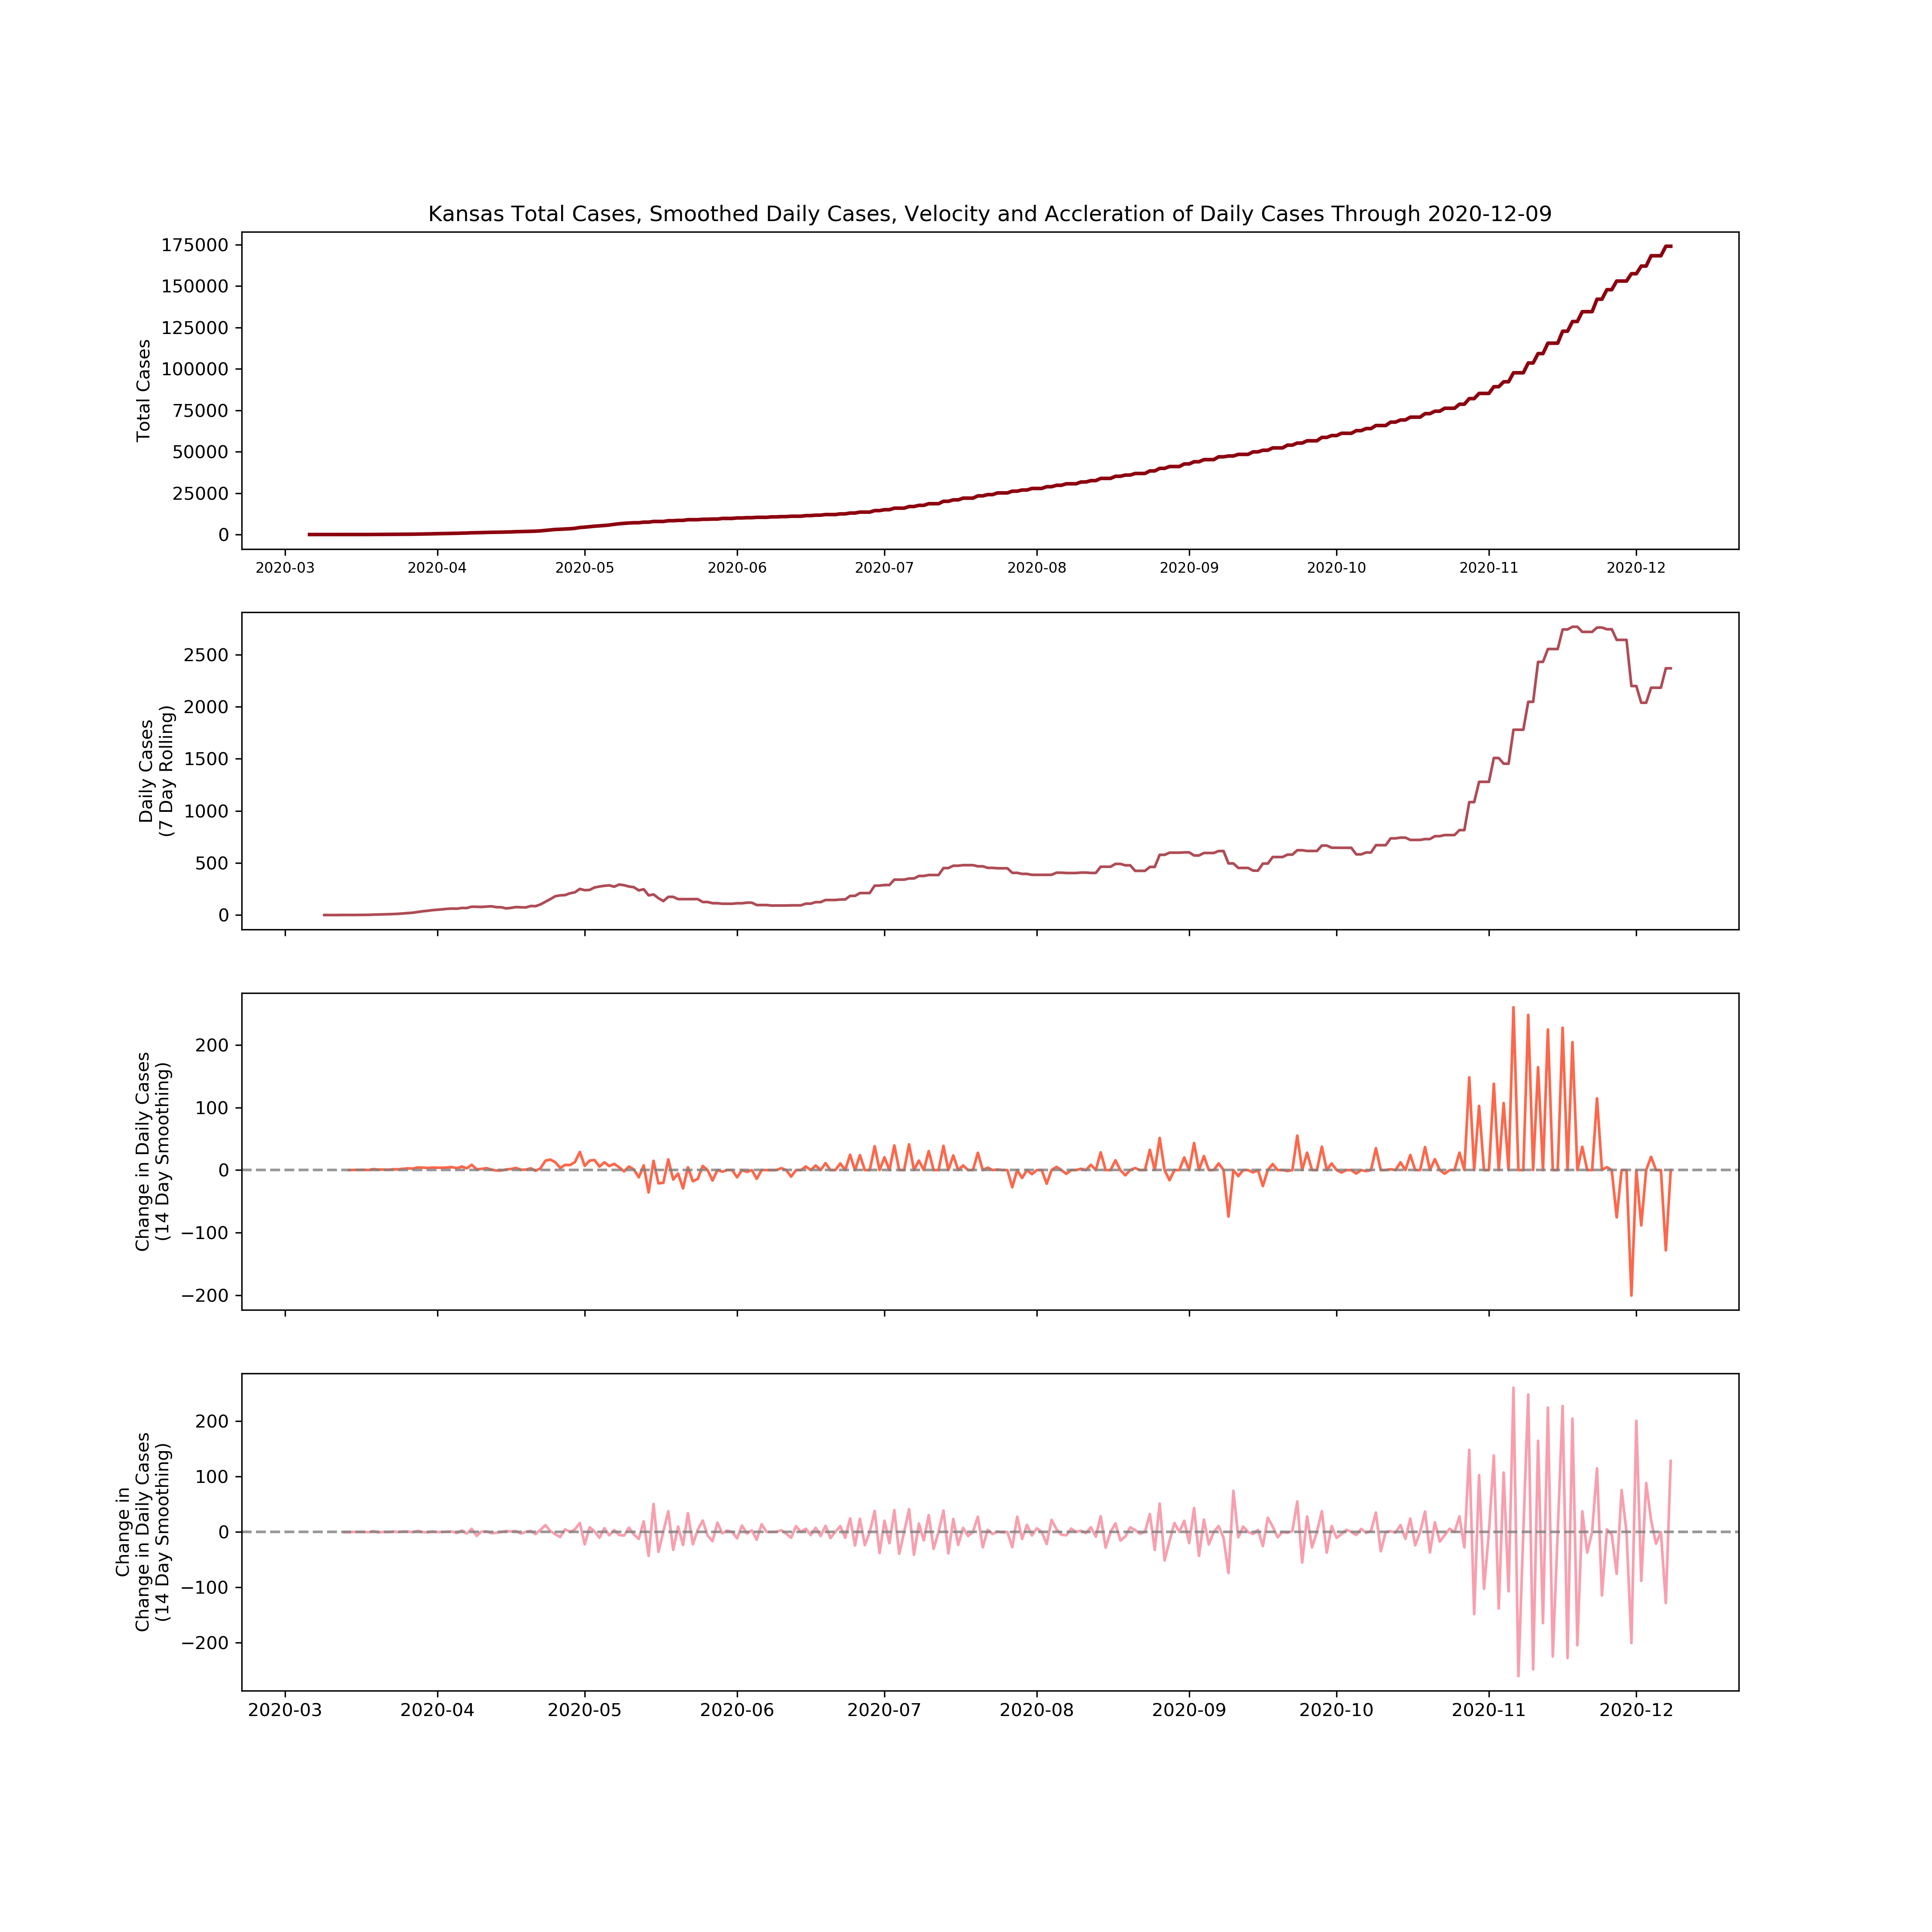 Kansas Total Cases, Smoothed Daily Cases, Velocity and Accleration of Daily Cases Through 2020-12-09
Total Cases
175000
150000
125000
100000
75000
50000
25000
0
2020-03 2020-04 2020-05 2020-06 2020-07 2020-08 2020-09 2020-10 2020-11 2020-12
Daily Cases
(7 Day Rolling)
2500
2000
1500
1000
500
0
Change in Daily Cases
(14 Day Smoothing)
200
100
0
−100
−200
Change in
Change in Daily Cases
(14 Day Smoothing)
200
100
0
−100
−200
2020-03 2020-04 2020-05 2020-06 2020-07 2020-08 2020-09 2020-10 2020-11 2020-12